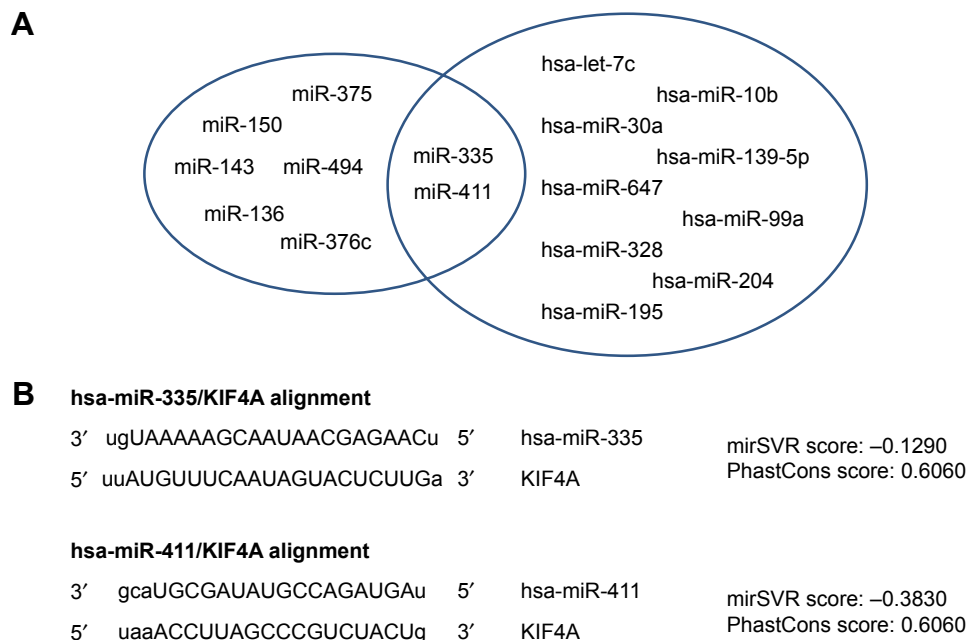 A
miR-375
miR-150
miR-143
miR-494
miR-136
miR-376c
miR-335
miR-411
hsa-let-7c
hsa-miR-10b
hsa-miR-30a
hsa-miR-139-5p
hsa-miR-647
hsa-miR-99a
hsa-miR-328
hsa-miR-204
hsa-miR-195
B
hsa-miR-335/KIF4A alignment
3′ ugUAAAAAGCAAUAACGAGAACu 5′ hsa-miR-335
5′ uuAUGUUUCAAUAGUACUCUUGa 3′ KIF4A
mirSVR score: –0.1290
PhastCons score: 0.6060
hsa-miR-411/KIF4A alignment
3′ gcaUGCGAUAUGCCAGAUGAu 5′ hsa-miR-411
5′ uaaACCUUAGCCCGUCUACUg 3′ KIF4A
mirSVR score: –0.3830
PhastCons score: 0.6060